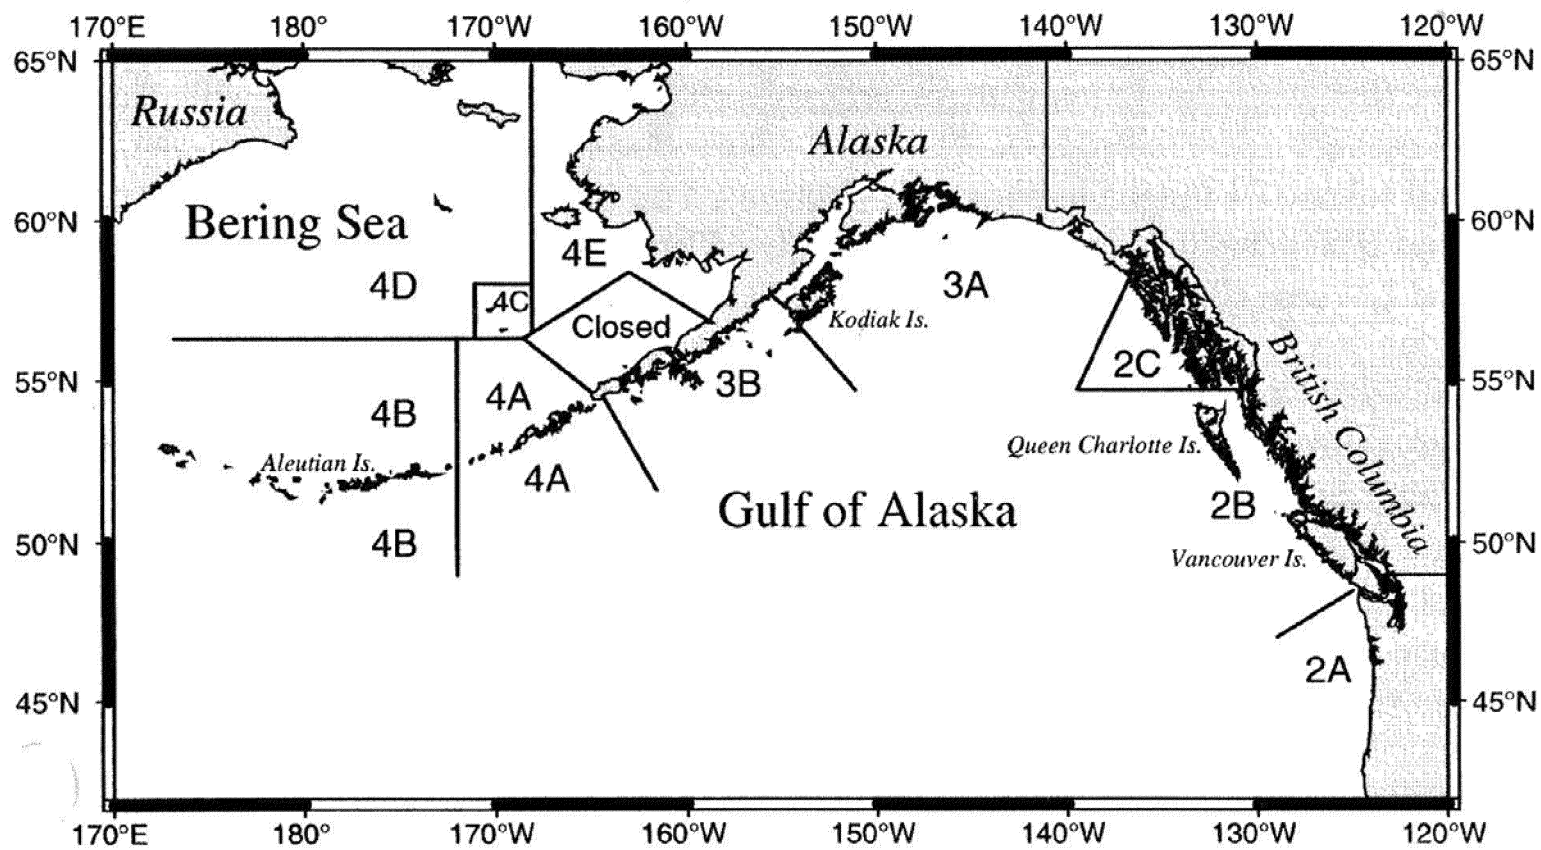 170°E 180° 170°W 160°W 150°W 140°W 130°W 120°W
65°N 65°N
Russia
Alaska
60°N 60°N
Bering Sea
4E
4D
4C
3A
Closed
Kodiak Is.
British Columbia
2C
55°N 55°N
3B
4A
4B
Queen Charlotte Is.
Aleutian Is.
4A
2B
Gulf of Alaska
50°N 50°N
4B
Vancouver Is.
2A
45°N 45°N
170°E 180° 170°W 160°W 150°W 140°W 130°W 120°W